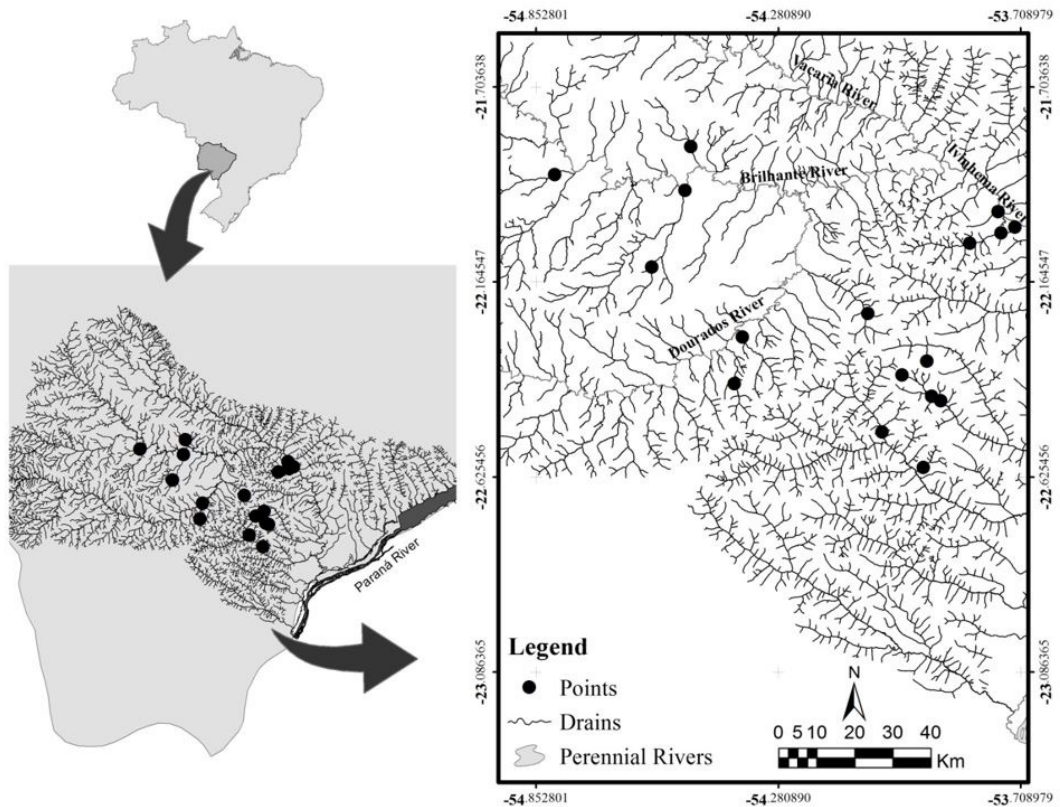 -54.852801 -54.280890 -53.708979
-21.703638
-22.164547
-22.625456
-23.086365
Vacaria River
Ivinhema River
Brilhante River
Dourados River
Paraná River
Legend
Points
Drains
Perennial Rivers
N
0 5 10 20 30 40
Km
-21.703638
-22.164547
-22.625456
-23.086365
-54.852801 -54.280890 -53.708979